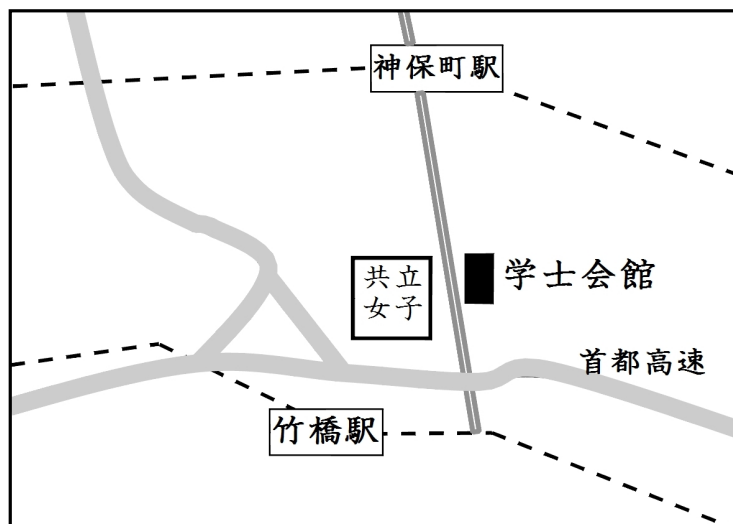 神保町駅
共立
女子
学士会館
首都高速
竹橋駅